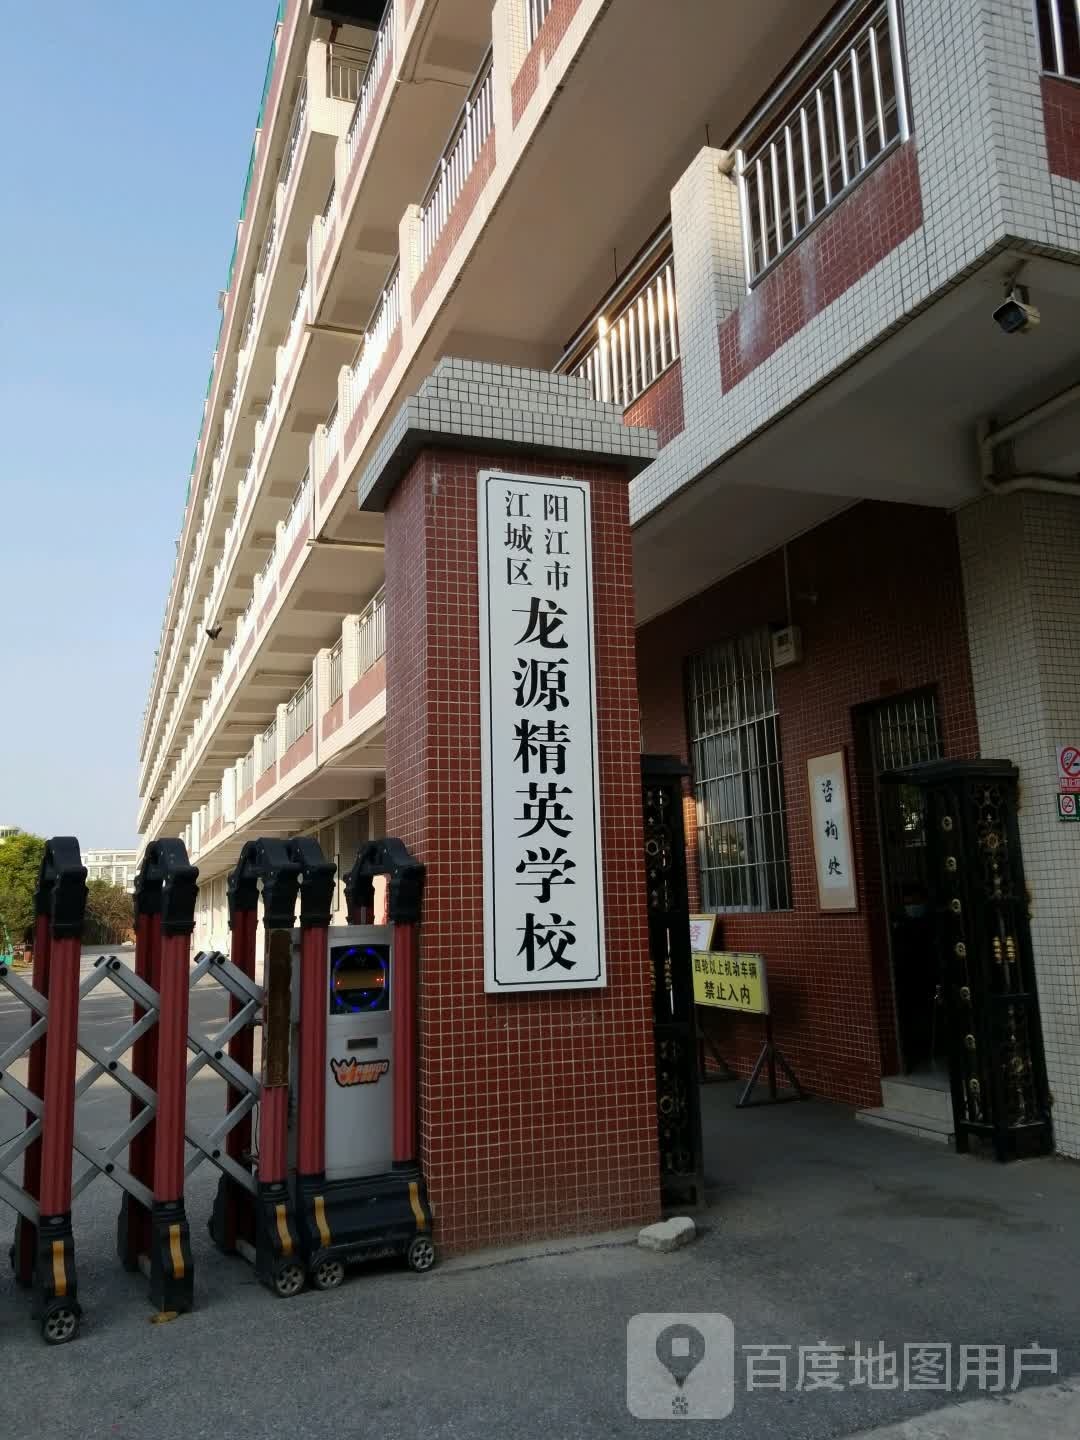 阳江市
江城区
龙源精英学校
咨询处
四轮以上机动车辆
禁止入内
百度地图用户